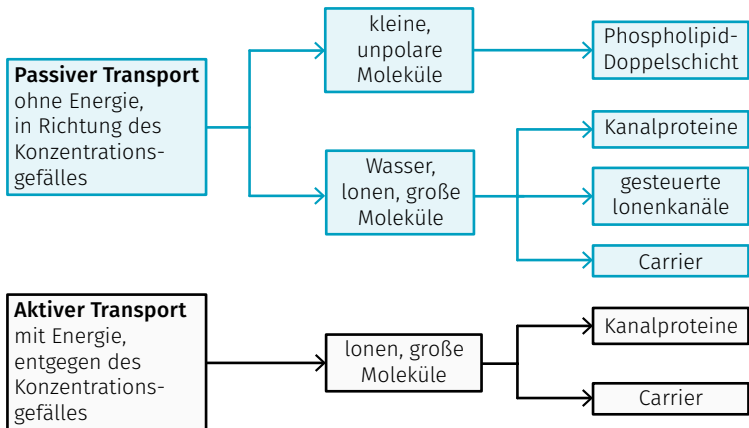 Passiver Transport
ohne Energie,
in Richtung des
Konzentrations-
gefälles
kleine,
unpolare
Moleküle
Phospholipid-
Doppelschicht
Wasser,
Ionen, große
Moleküle
Kanalproteine
gesteuerte
Ionenkanäle
Carrier
Aktiver Transport
mit Energie,
entgegen des
Konzentrations-
gefälles
Ionen, große
Moleküle
Kanalproteine
Carrier